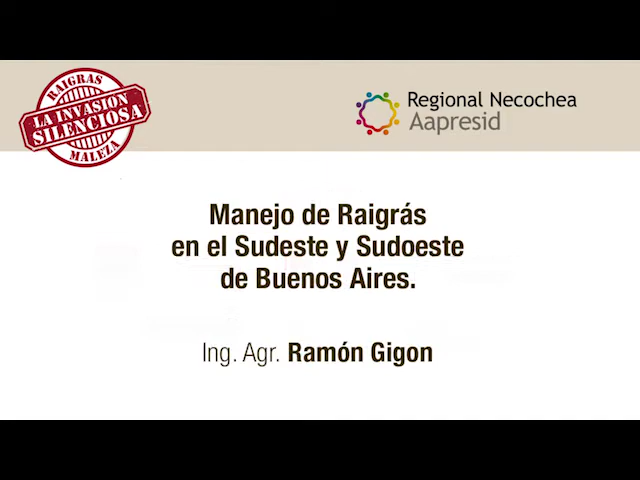 RAIGRAS
LA INVASION
SILENCIOSA
MALEZA
Regional Necochea
Aapresid
Manejo de Raigrás
en el Sudeste y Sudoeste
de Buenos Aires.
Ing. Agr. Ramón Gigon